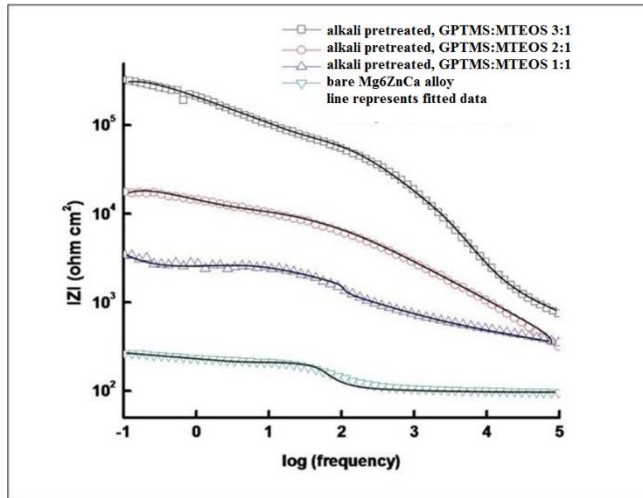 alkali pretreated, GPTMS:MTEOS 3:1
alkali pretreated, GPTMS:MTEOS 2:1
alkali pretreated, GPTMS:MTEOS 1:1
bare Mg6ZnCa alloy
line represents fitted data
10⁵
10⁴
10³
10²
|Z| (ohm cm²)
-1 0 1 2 3 4 5
log (frequency)